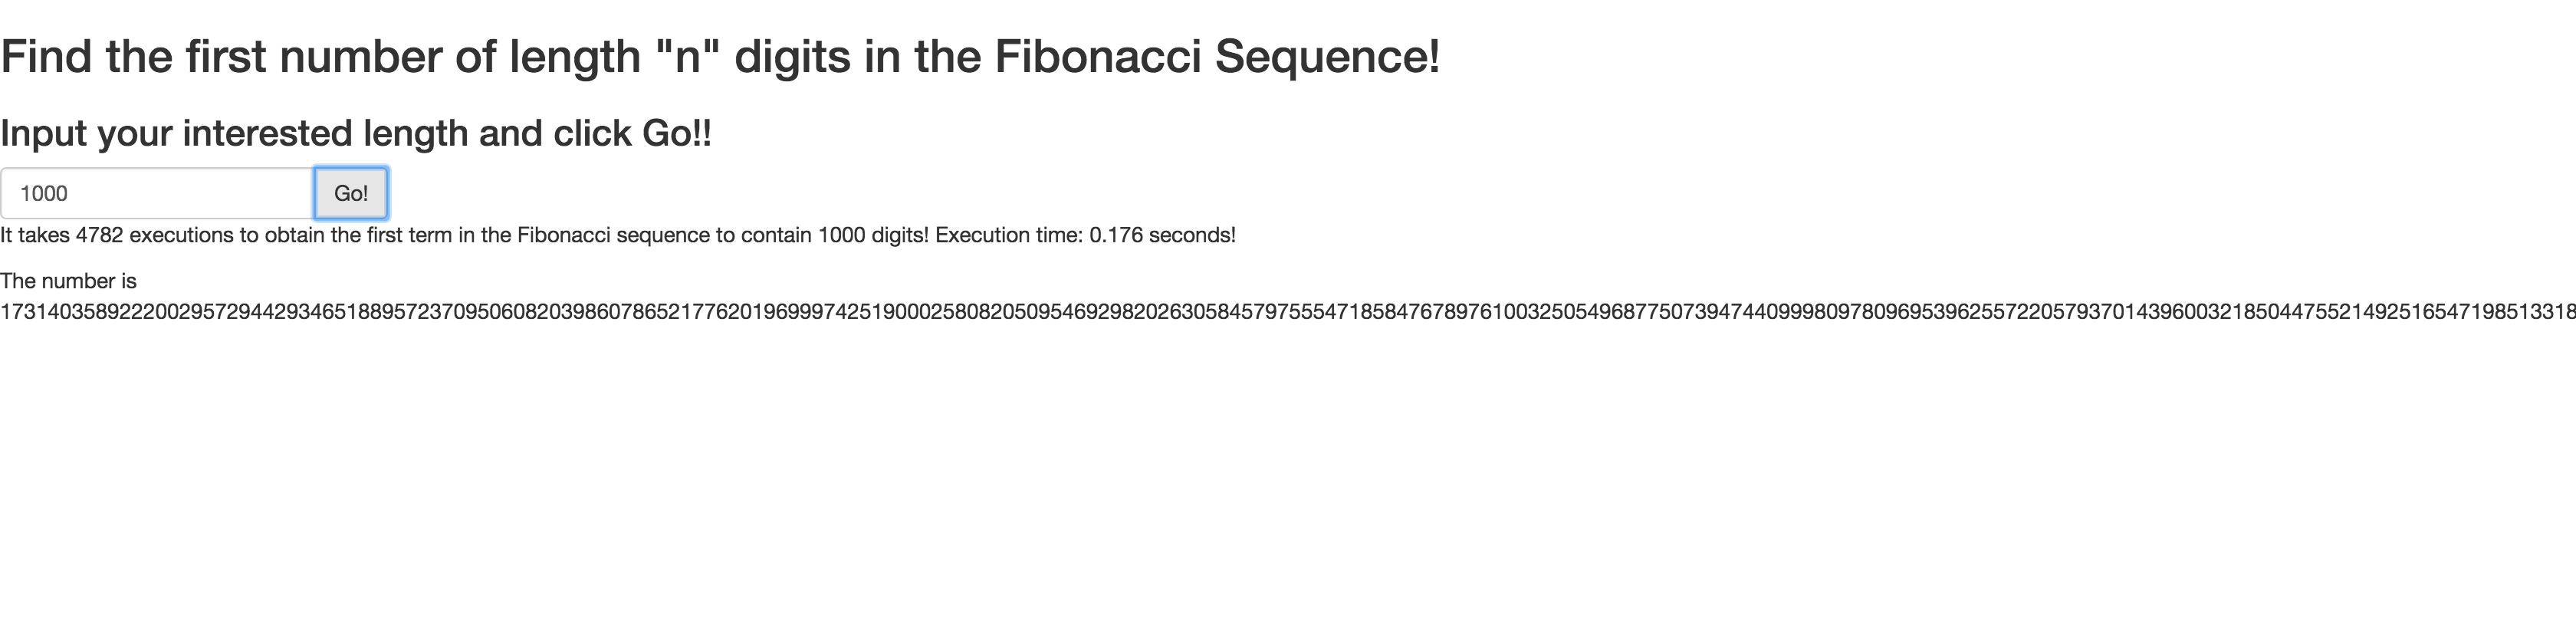 Find the first number of length "n" digits in the Fibonacci Sequence!
Input your interested length and click Go!!
1000 Go!
It takes 4782 executions to obtain the first term in the Fibonacci sequence to contain 1000 digits! Execution time: 0.176 seconds!
The number is
173140358922200295729442934651889572370950608203986078652177620196999742519000258082050954692982026305845797555471858476789761003250549687750739474409998097809695396255722057937014396003218504475521492516547198513318